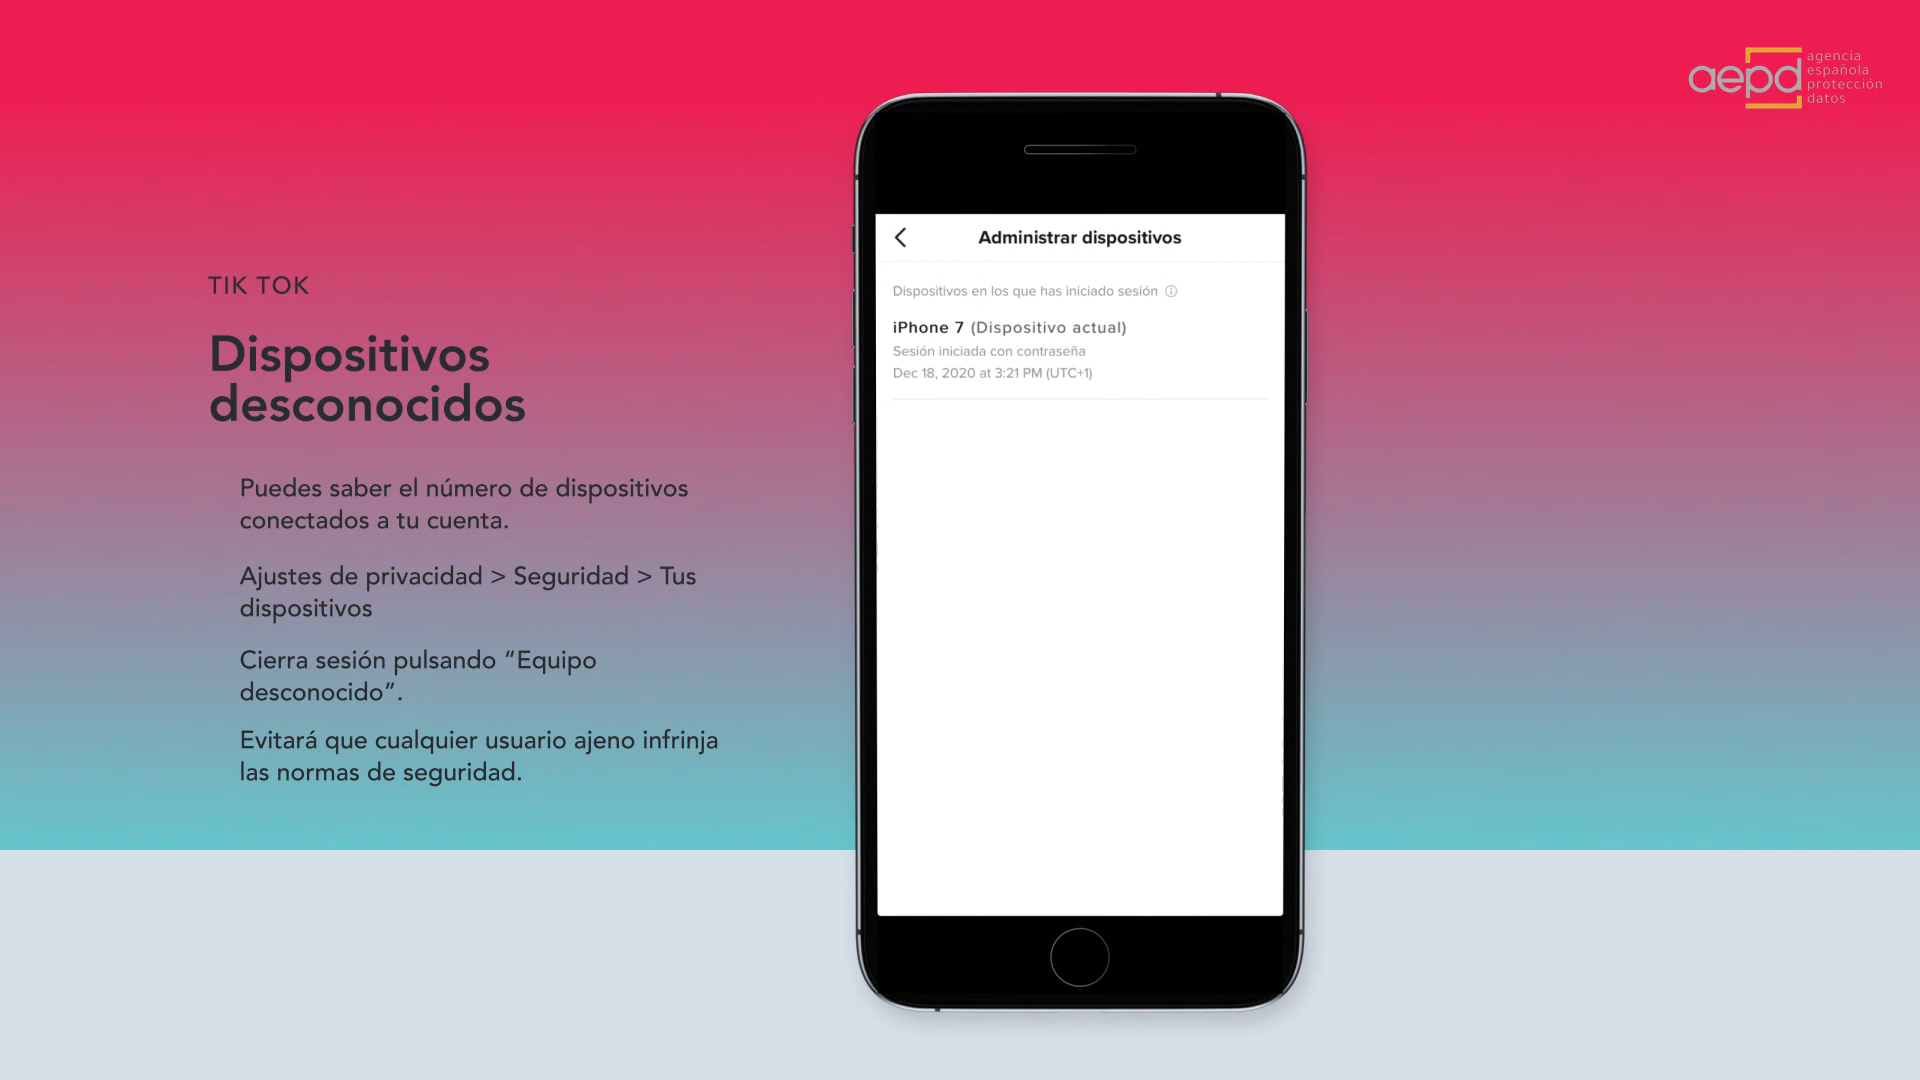 aepd
agencia
española
protección
datos
TIK TOK
Dispositivos
desconocidos
Puedes saber el número de dispositivos
conectados a tu cuenta.
Ajustes de privacidad > Seguridad > Tus
dispositivos
Cierra sesión pulsando “Equipo
desconocido”.
Evitará que cualquier usuario ajeno infrinja
las normas de seguridad.
Administrar dispositivos
Dispositivos en los que has iniciado sesión
iPhone 7 (Dispositivo actual)
Sesión iniciada con contraseña
Dec 18, 2020 at 3:21 PM (UTC+1)